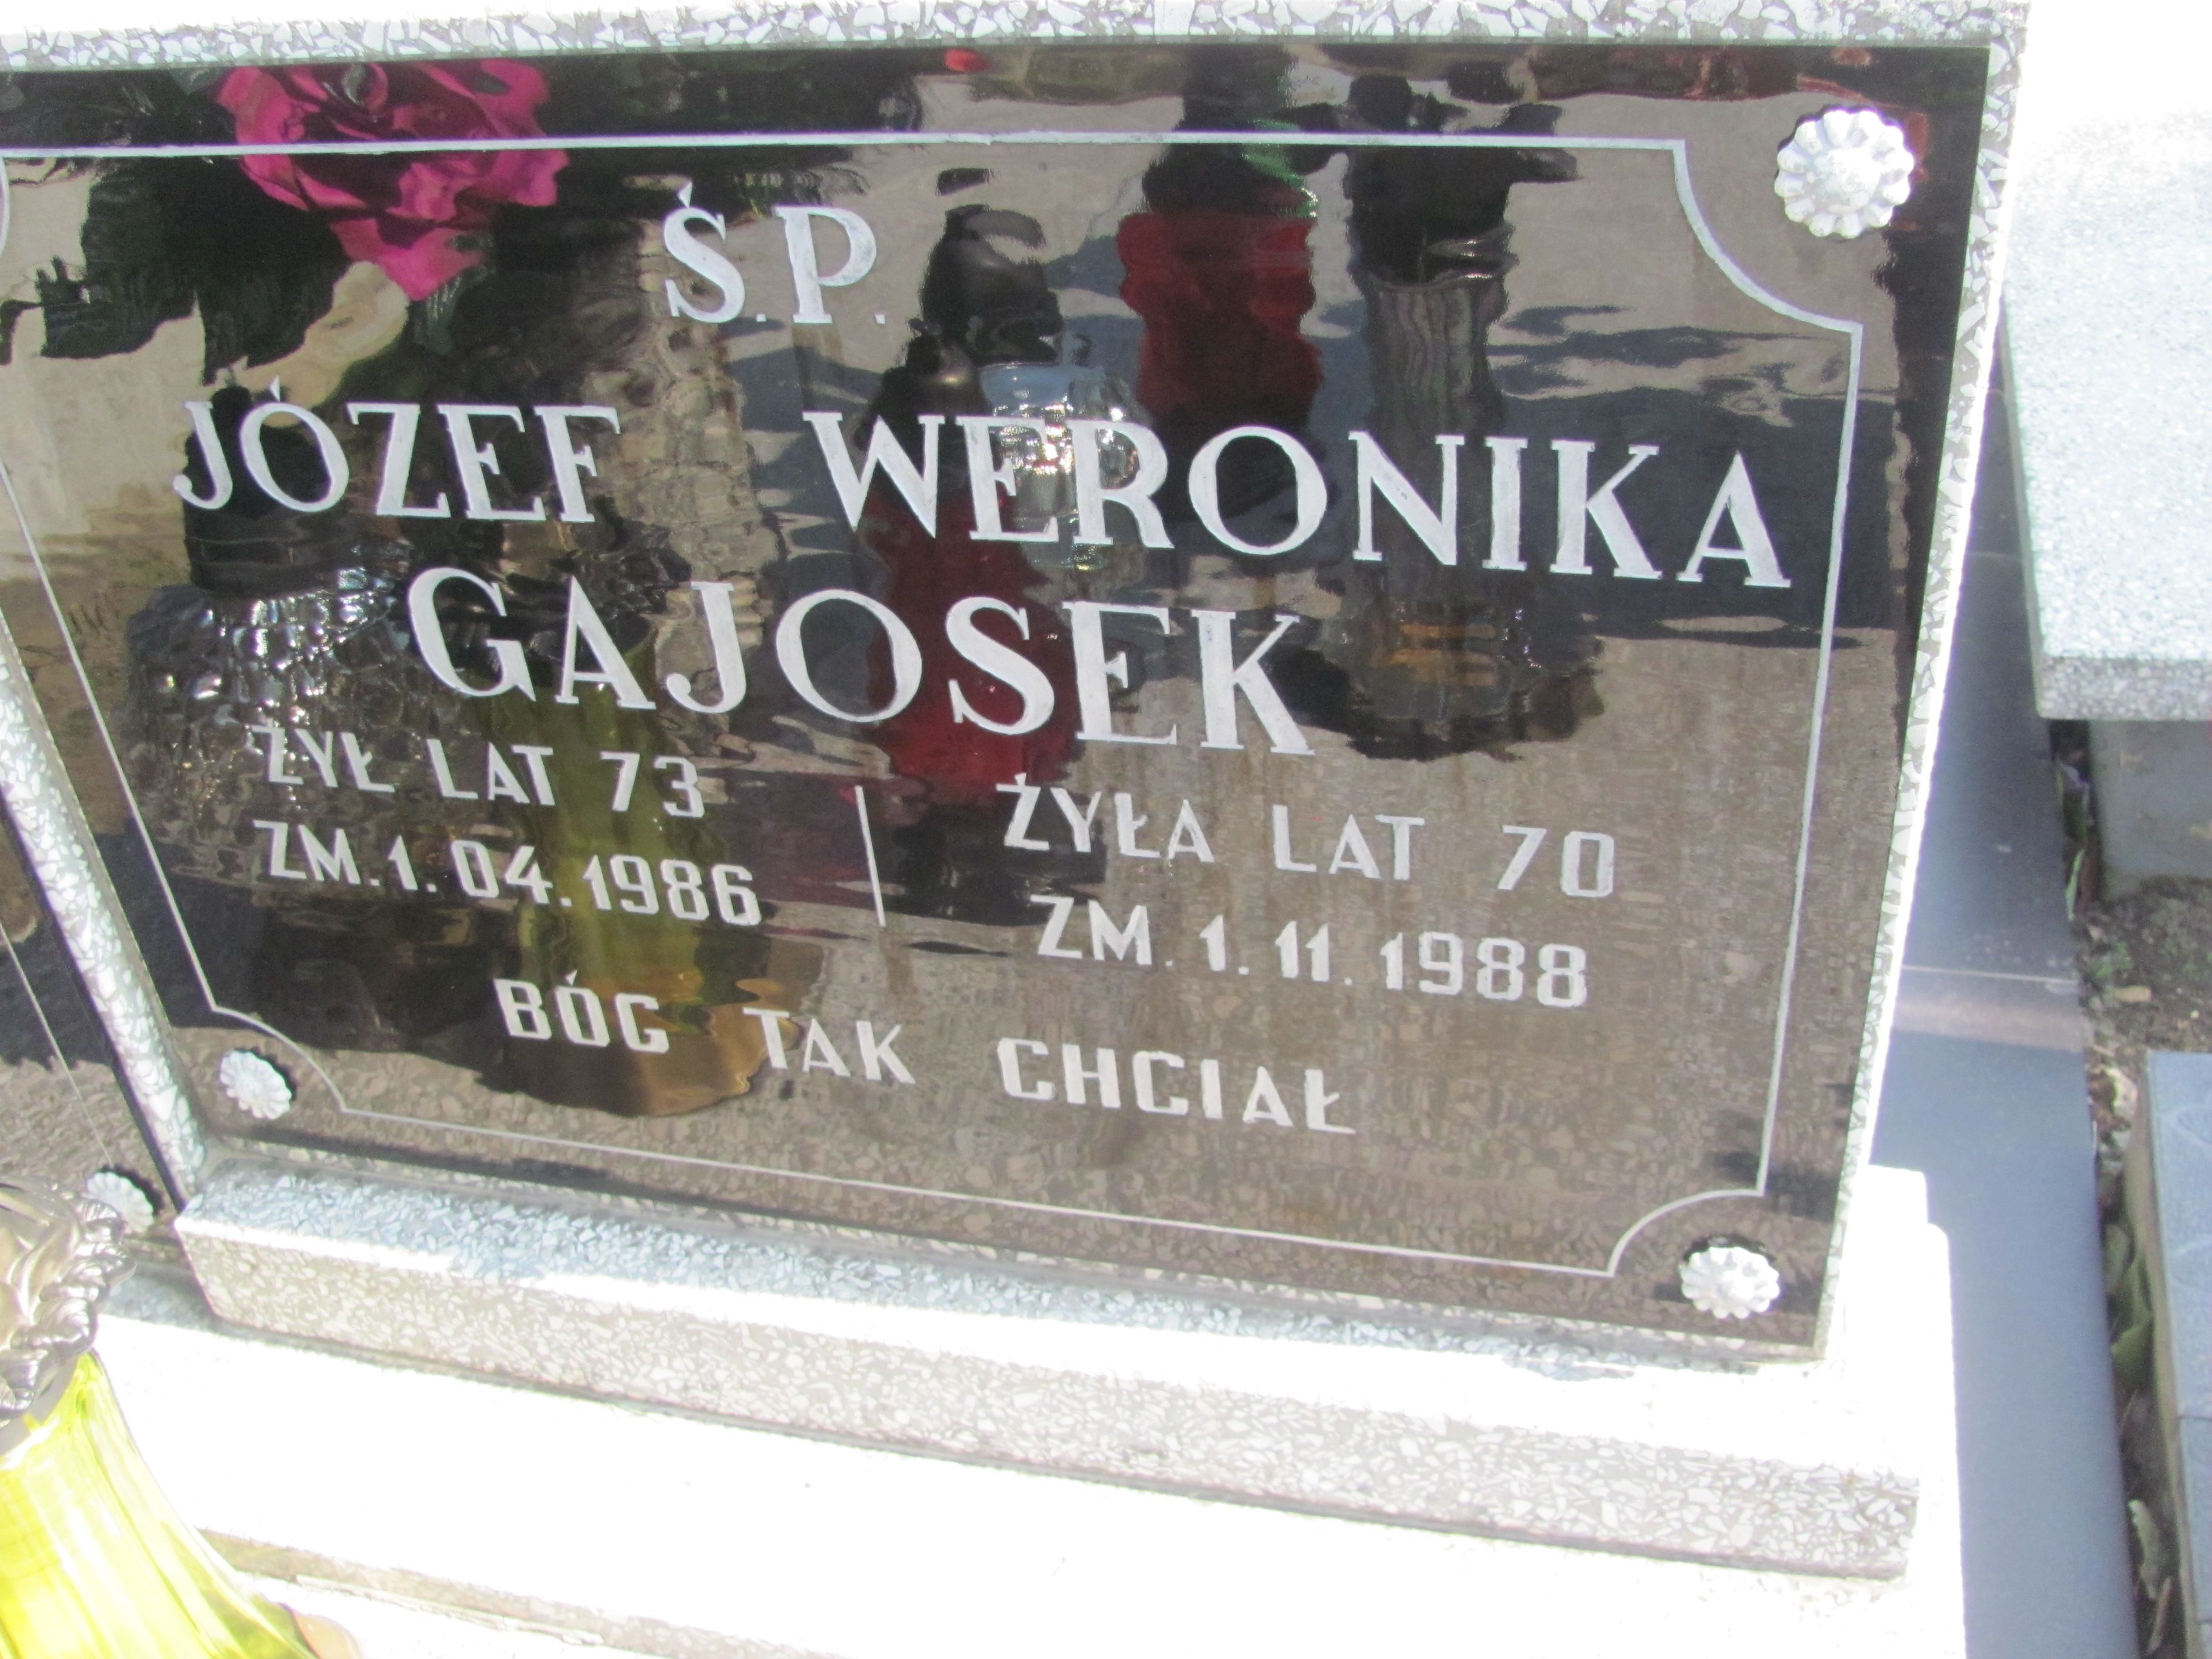 Ś.P.
JÓZEF WERONIKA
GAJOSEK
ŻYŁ LAT 73
ZM. 1. 04. 1986
ŻYŁA LAT 70
ZM. 1. 11. 1988
BÓG TAK CHCIAŁ